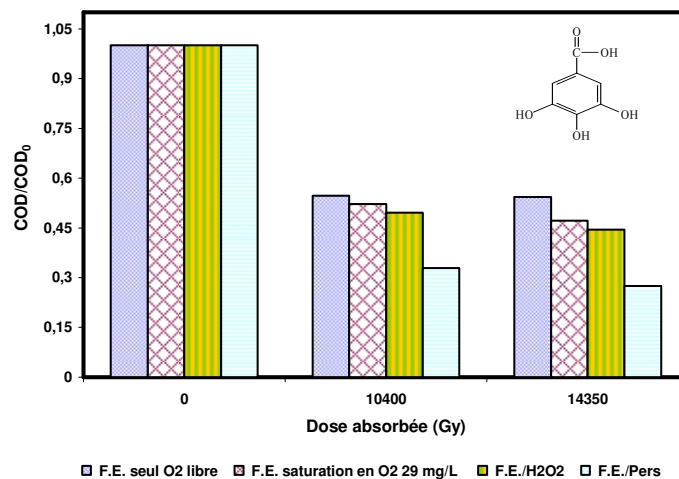 1,05
0,9
0,75
0,6
0,45
0,3
0,15
0
COD/COD0
O
C
OH
HO
OH
OH
0 10400 14350
Dose absorbée (Gy)
F.E. seul O2 libre F.E. saturation en O2 29 mg/L F.E./H2O2 F.E./Pers